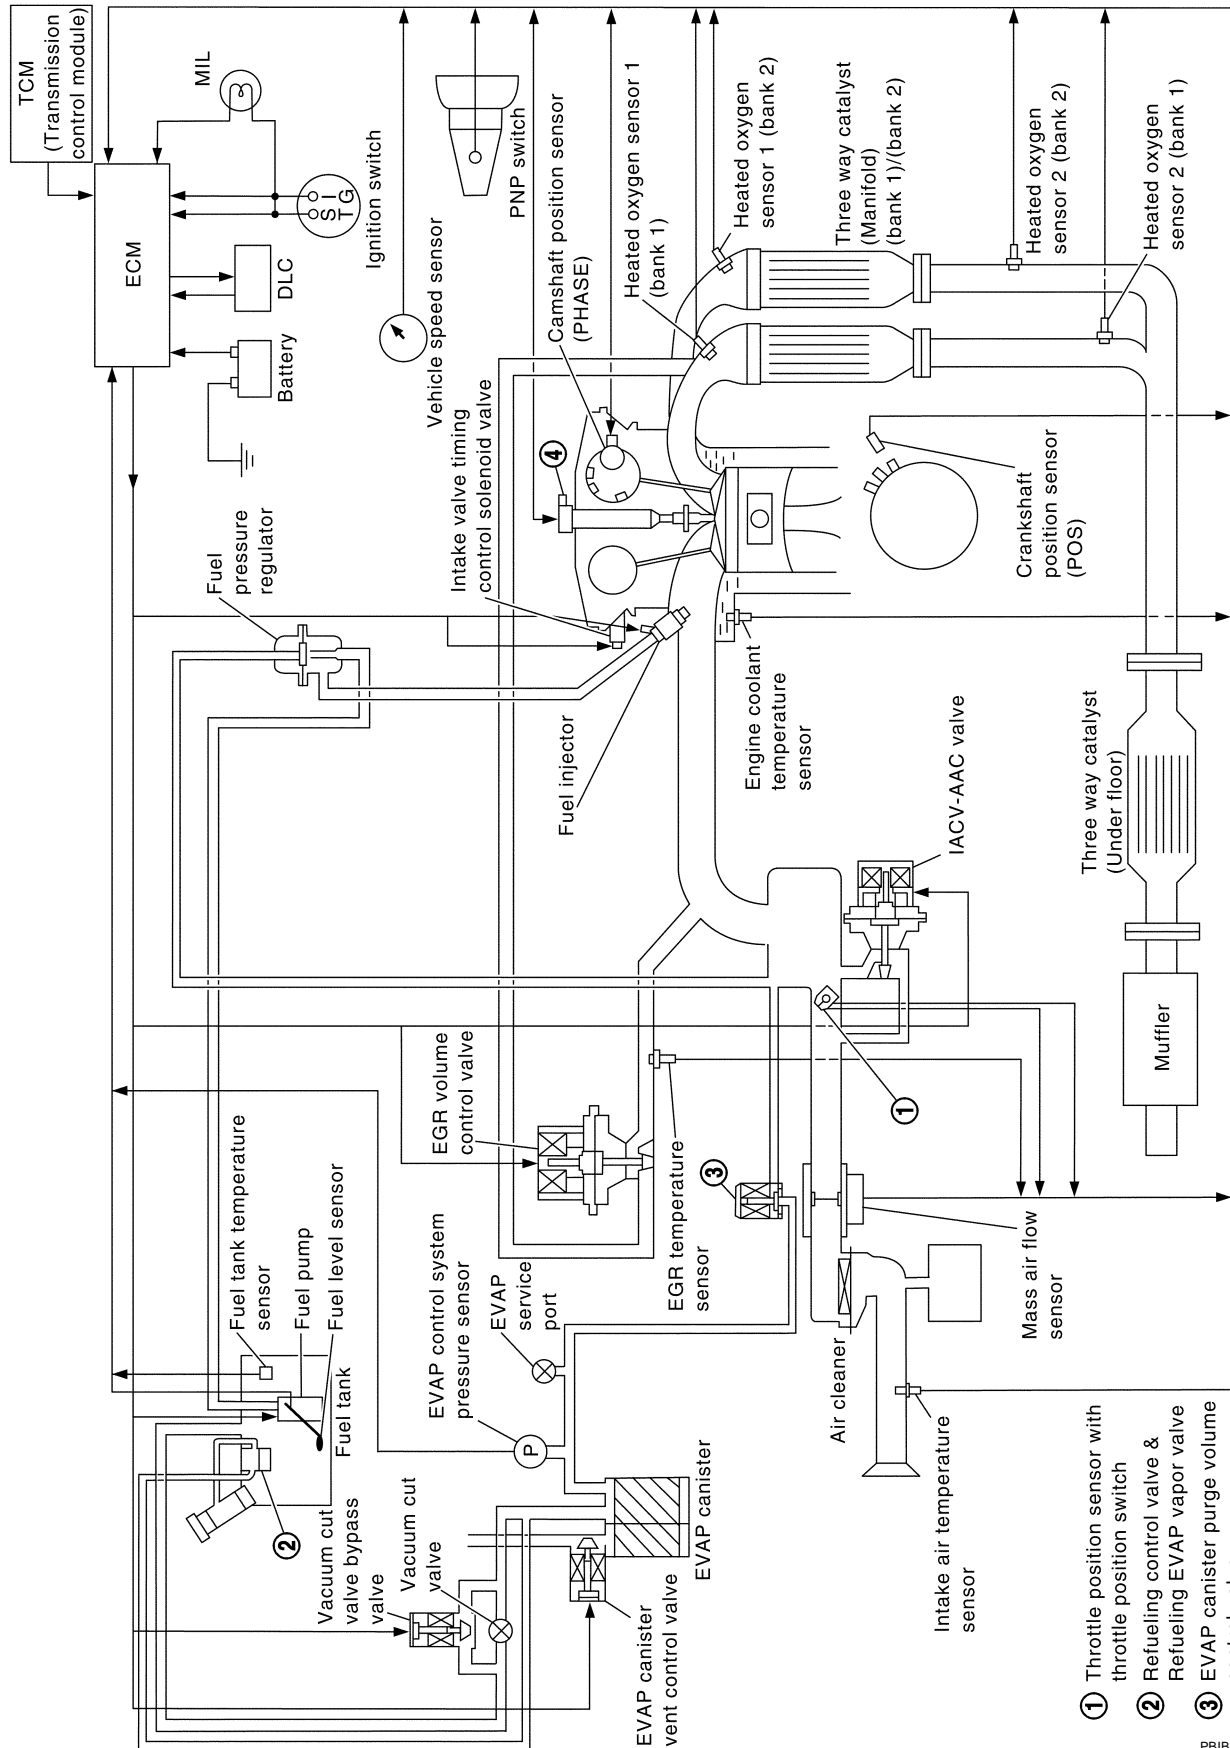 TCM
(Transmission
control module)
MIL
ECM
DLC
Battery
S I
T G
Ignition switch
Vehicle speed sensor
PNP switch
Camshaft position sensor
(PHASE)
Heated oxygen sensor 1
(bank 1)
Heated oxygen
sensor 1 (bank 2)
Three way catalyst
(Manifold)
(bank 1)/(bank 2)
Heated oxygen
sensor 2 (bank 2)
Heated oxygen
sensor 2 (bank 1)
Fuel
pressure
regulator
Intake valve timing
control solenoid valve
4
Crankshaft
position sensor
(POS)
Fuel injector
Engine coolant
temperature
sensor
IACV-AAC valve
Three way catalyst
(Under floor)
Muffler
EGR volume
control valve
1
3
EGR temperature
sensor
Mass air flow
sensor
Fuel tank temperature
sensor
Fuel pump
Fuel level sensor
Fuel tank
EVAP control system
pressure sensor
EVAP
service
port
P
2
Vacuum cut
valve bypass
valve
Vacuum cut
valve
EVAP canister
EVAP canister
vent control valve
Air cleaner
Intake air temperature
sensor
1 Throttle position sensor with
throttle position switch
2 Refueling control valve &
Refueling EVAP vapor valve
3 EVAP canister purge volume